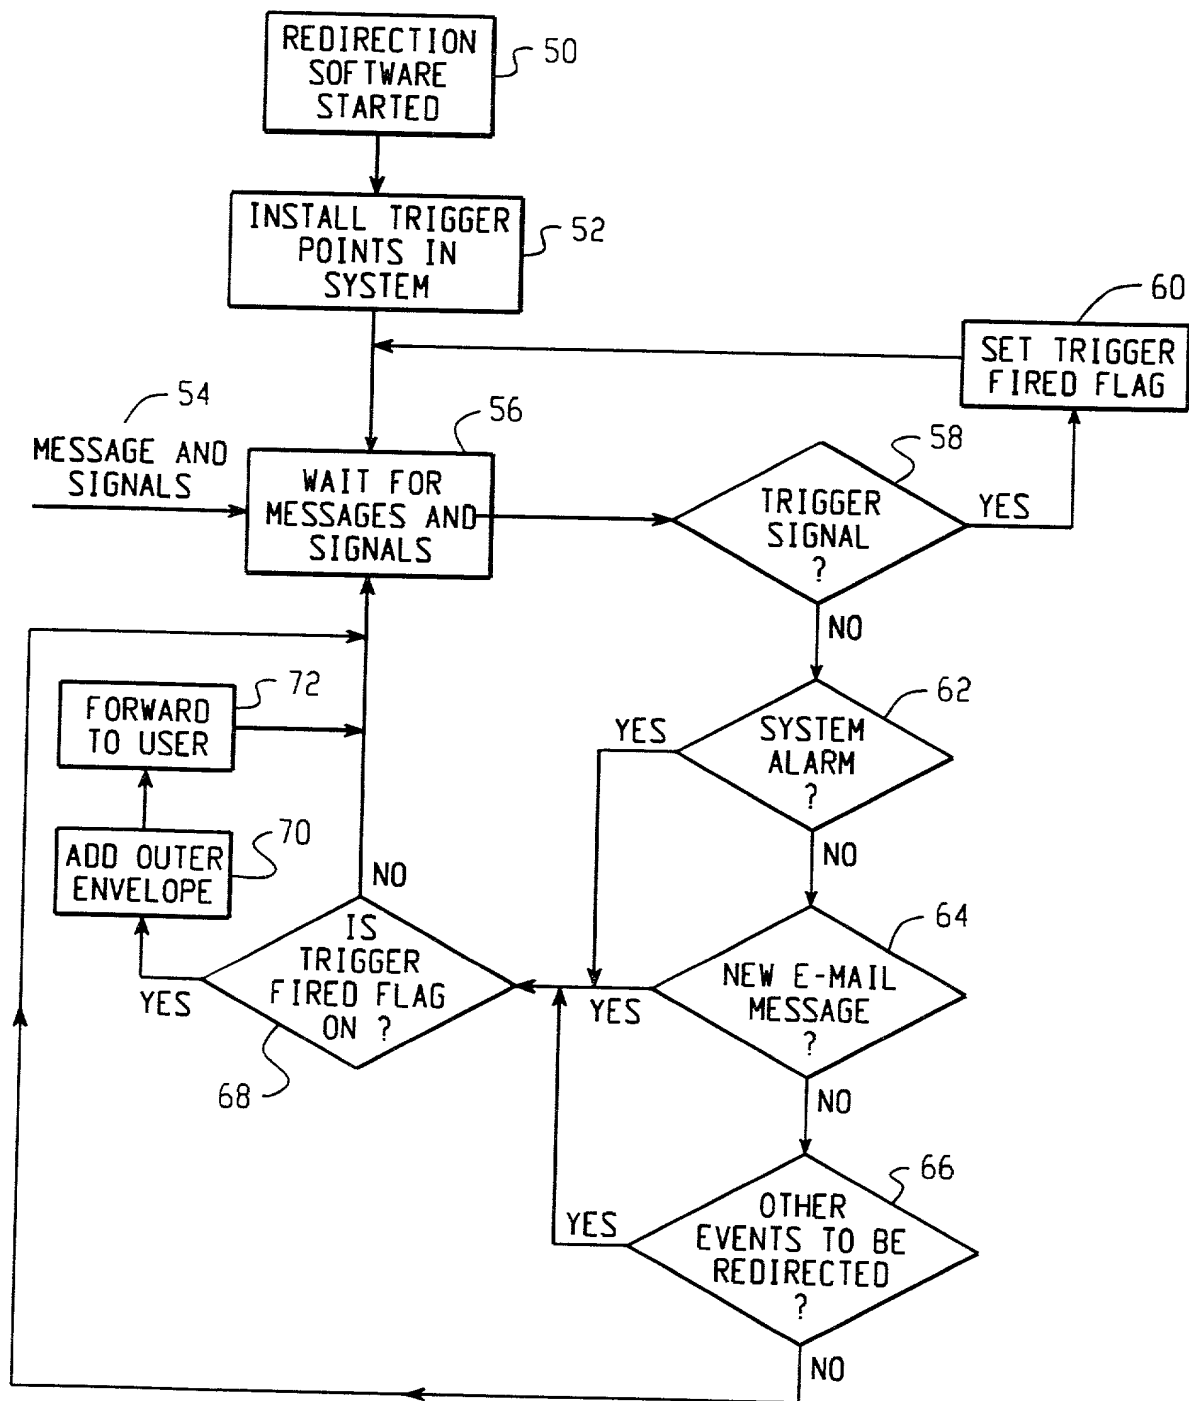 REDIRECTION
SOFTWARE
STARTED
50
INSTALL TRIGGER
POINTS IN
SYSTEM
52
60
SET TRIGGER
FIRED FLAG
54
MESSAGE AND
SIGNALS
56
WAIT FOR
MESSAGES AND
SIGNALS
58
TRIGGER
SIGNAL
?
YES
NO
62
SYSTEM
ALARM
?
YES
NO
72
FORWARD
TO USER
70
ADD OUTER
ENVELOPE
NO
IS
TRIGGER
FIRED FLAG
ON ?
YES
68
64
NEW E-MAIL
MESSAGE
?
YES
NO
66
OTHER
EVENTS TO BE
REDIRECTED
?
YES
NO